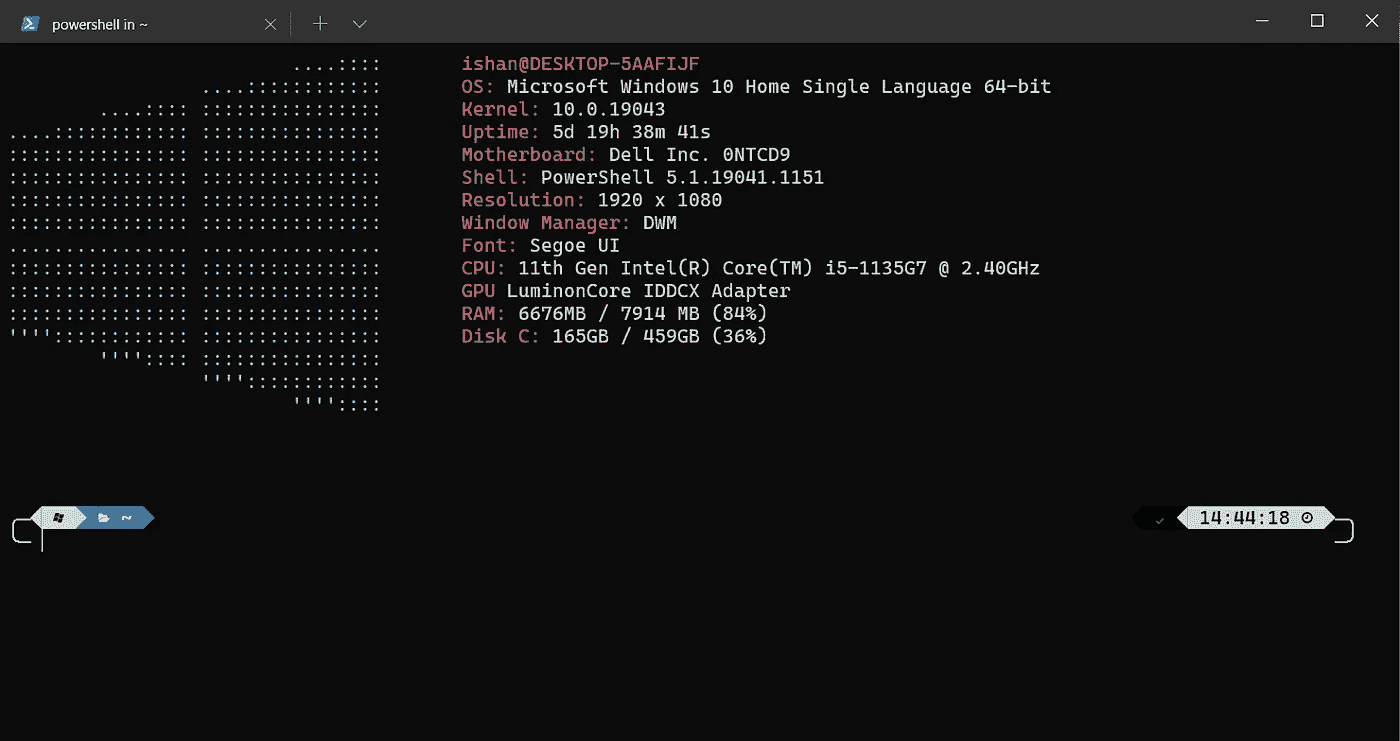 powershell in ~
ishan@DESKTOP-5AAFIJF
OS: Microsoft Windows 10 Home Single Language 64-bit
Kernel: 10.0.19043
Uptime: 5d 19h 38m 41s
Motherboard: Dell Inc. 0NTCD9
Shell: PowerShell 5.1.19041.1151
Resolution: 1920 x 1080
Window Manager: DWM
Font: Segoe UI
CPU: 11th Gen Intel(R) Core(TM) i5-1135G7 @ 2.40GHz
GPU LuminonCore IDDCX Adapter
RAM: 6676MB / 7914 MB (84%)
Disk C: 165GB / 459GB (36%)
~
14:44:18